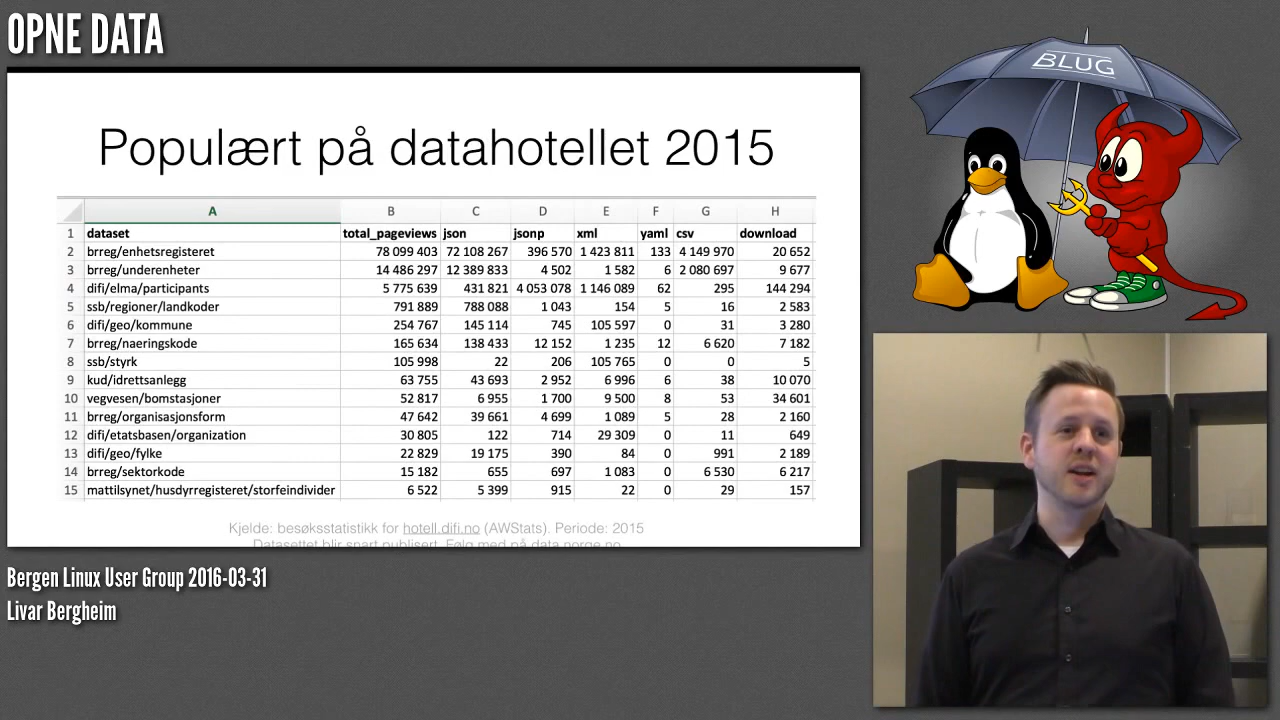 OPNE DATA
BLUG
Populært på datahotellet 2015
A B C D E F G H
1 dataset total_pageviews json jsonp xml yaml csv download
2 brreg/enhetsregisteret 78 099 403 72 108 267 396 570 1 423 811 133 4 149 970 20 652
3 brreg/underenheter 14 486 297 12 389 833 4 502 1 582 6 2 080 697 9 677
4 difi/elma/participants 5 775 639 431 821 4 053 078 1 146 089 62 295 144 294
5 ssb/regioner/landkoder 791 889 788 088 1 043 154 5 16 2 583
6 difi/geo/kommune 254 767 145 114 745 105 597 0 31 3 280
7 brreg/naeringskode 165 634 138 433 12 152 1 235 12 6 620 7 182
8 ssb/styrk 105 998 22 206 105 765 0 0 5
9 kud/idrettsanlegg 63 755 43 693 2 952 6 996 6 38 10 070
10 vegvesen/bomstasjoner 52 817 6 955 1 700 9 500 8 53 34 601
11 brreg/organisasjonsform 47 642 39 661 4 699 1 089 5 28 2 160
12 difi/etatsbasen/organization 30 805 122 714 29 309 0 11 649
13 difi/geo/fylke 22 829 19 175 390 84 0 991 2 189
14 brreg/sektorkode 15 182 655 697 1 083 0 6 530 6 217
15 mattilsynet/husdyrregisteret/storfeindivider 6 522 5 399 915 22 0 29 157
Kjelde: besøksstatistikk for hotell.difi.no (AWStats). Periode: 2015
Datasettet blir snart publisert. Følg med på data.norge.no
Bergen Linux User Group 2016-03-31
Livar Bergheim